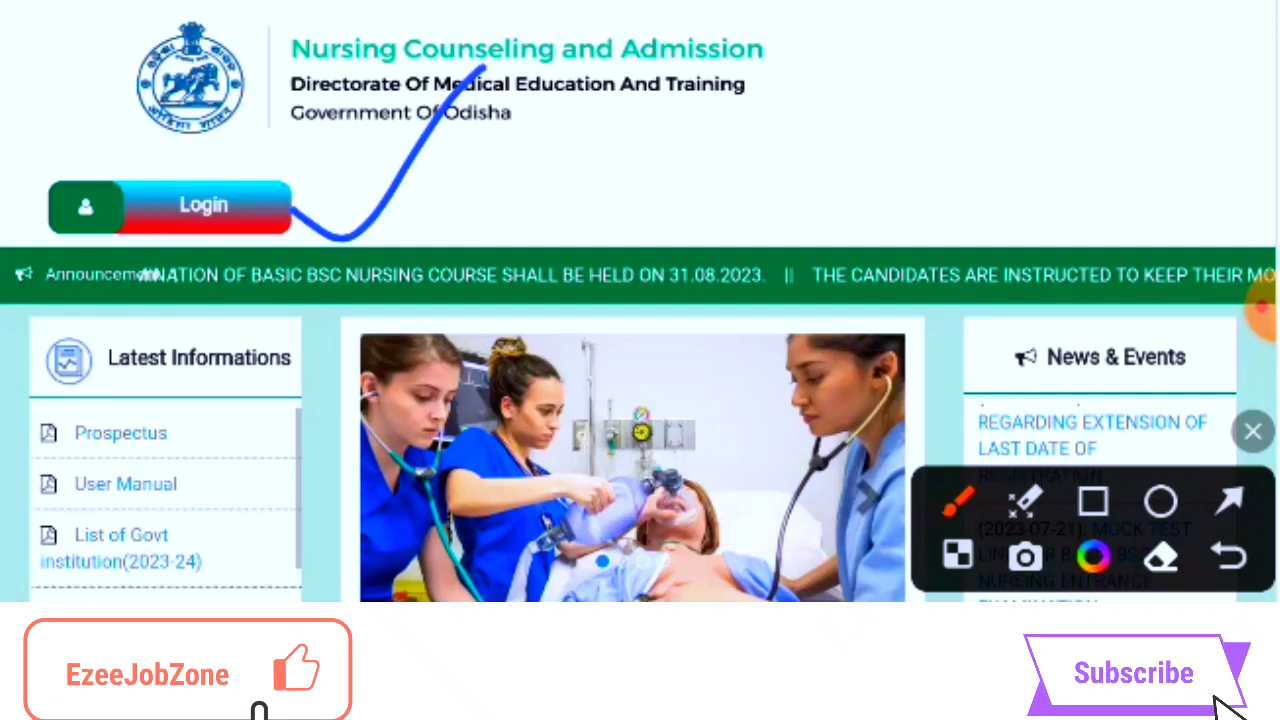 Nursing Counseling and Admission
Directorate Of Medical Education And Training
Government Of Odisha
Login
NATION OF BASIC BSC NURSING COURSE SHALL BE HELD ON 31.08.2023. || THE CANDIDATES ARE INSTRUCTED TO KEEP THEIR
Latest Informations
Prospectus
User Manual
List of Govt
institution(2023-24)
News & Events
REGARDING EXTENSION OF
LAST DATE OF
REGISTRATION
(2023-07-21): MOCK TEST
NURSING ENTRANCE
EXAMINATION
EzeeJobZone
Subscribe